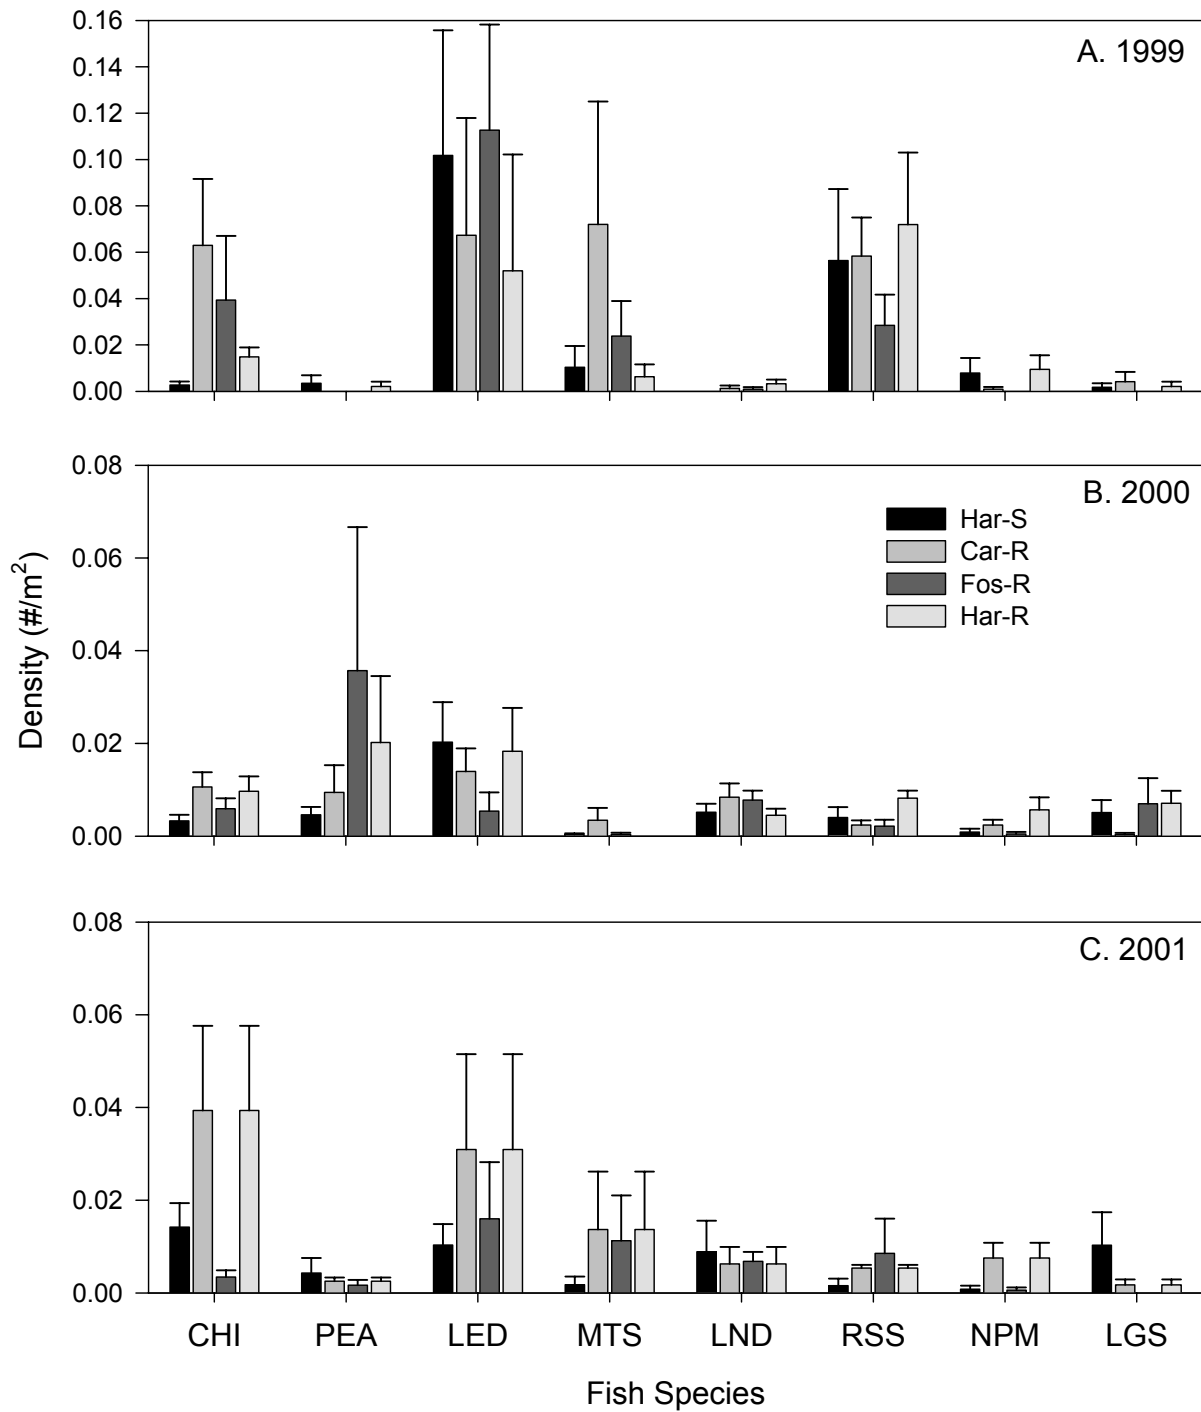 A. 1999
0.16
0.14
0.12
0.10
0.08
0.06
0.04
0.02
0.00
B. 2000
0.08
0.06
0.04
0.02
0.00
Har-S
Car-R
Fos-R
Har-R
Density (#/m²)
C. 2001
0.08
0.06
0.04
0.02
0.00
CHI PEA LED MTS LND RSS NPM LGS
Fish Species